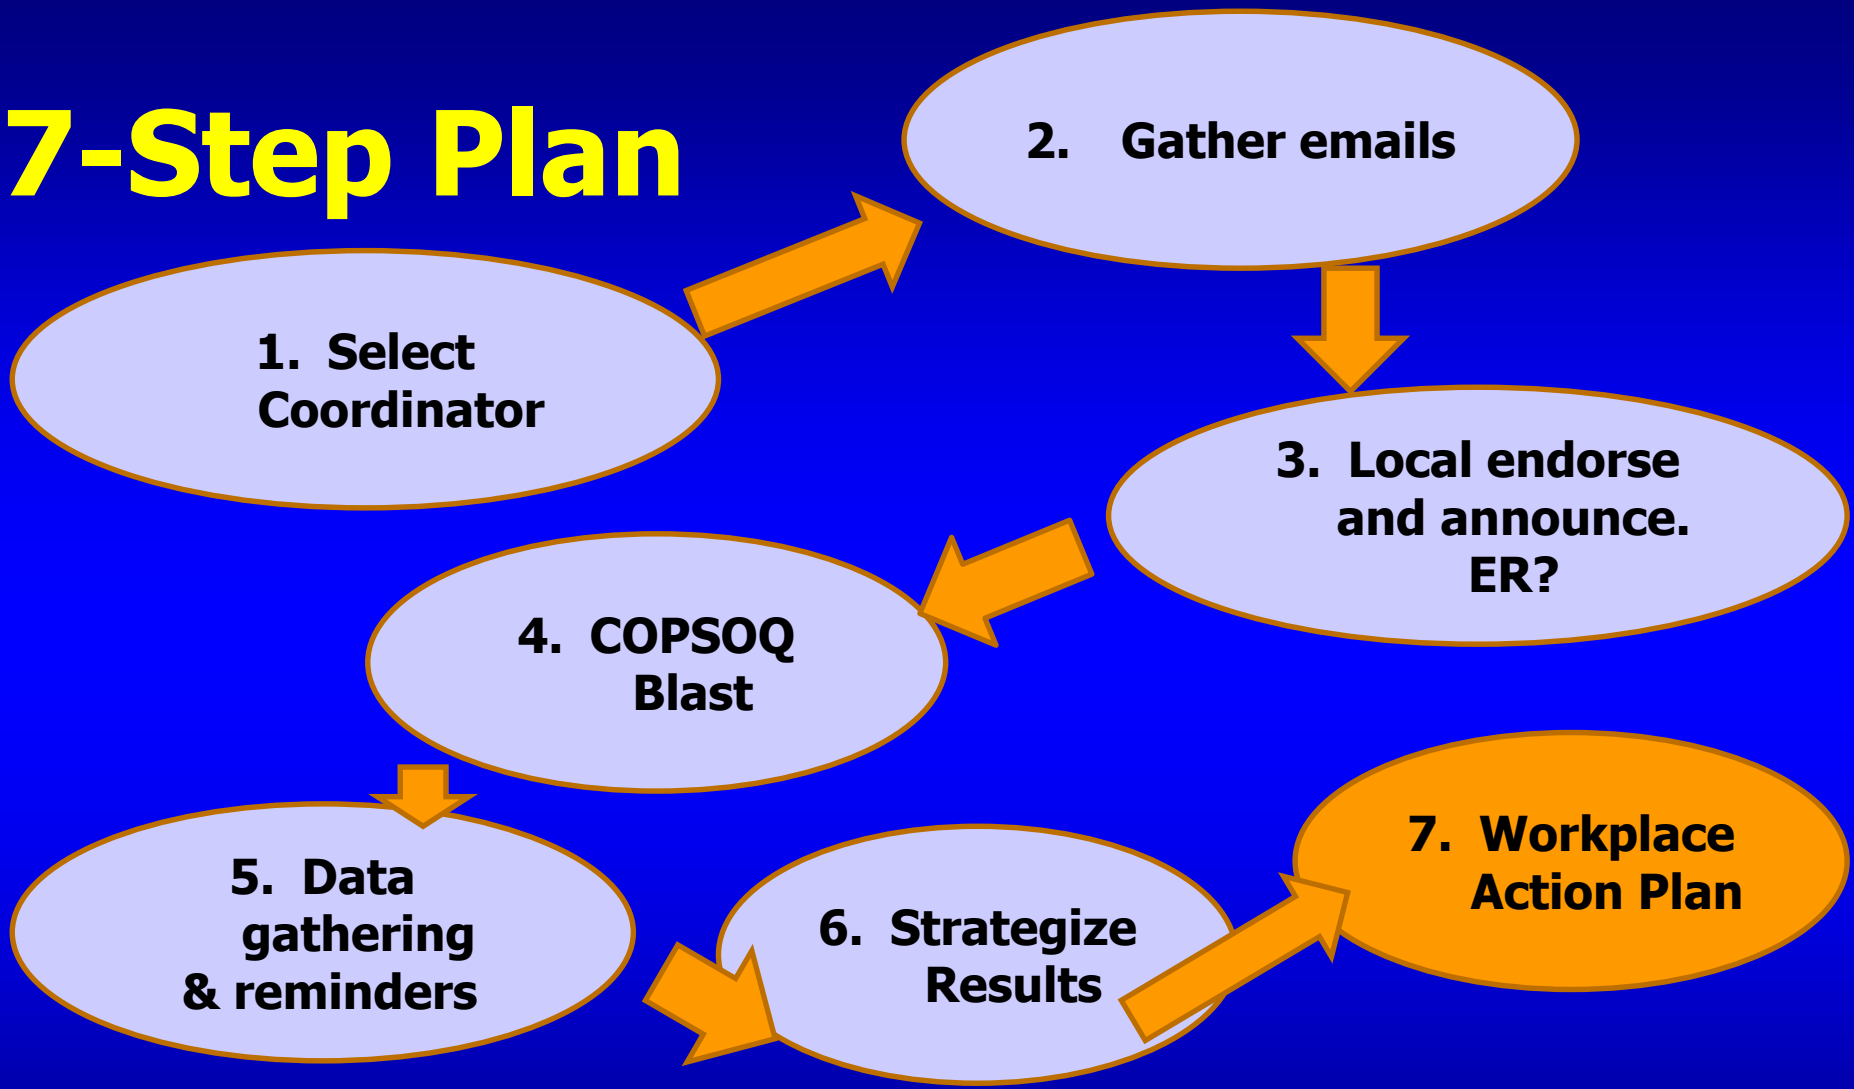 7-Step Plan
1. Select
Coordinator
2. Gather emails
3. Local endorse
and announce.
ER?
4. COPSOQ
Blast
5. Data
gathering
& reminders
6. Strategize
Results
7. Workplace
Action Plan